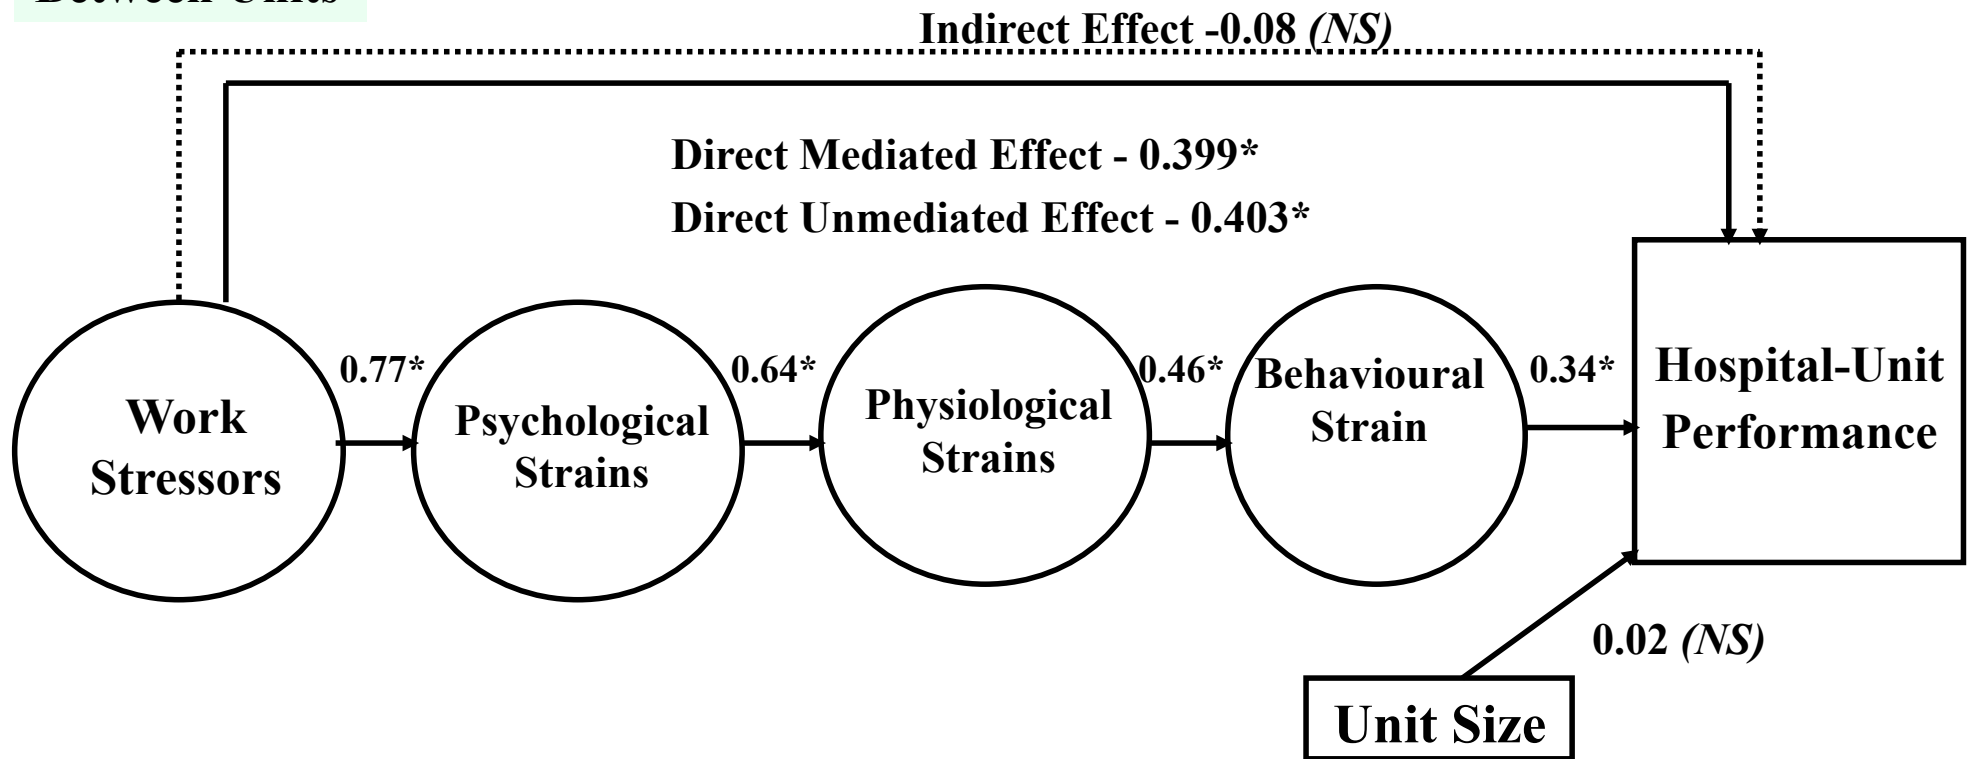 Between Units
Indirect Effect -0.08 (NS)
Direct Mediated Effect - 0.399*
Direct Unmediated Effect - 0.403*
0.77*
0.64*
0.46*
0.34*
Work
Stressors
Psychological
Strains
Physiological
Strains
Behavioural
Strain
Hospital-Unit
Performance
0.02 (NS)
Unit Size